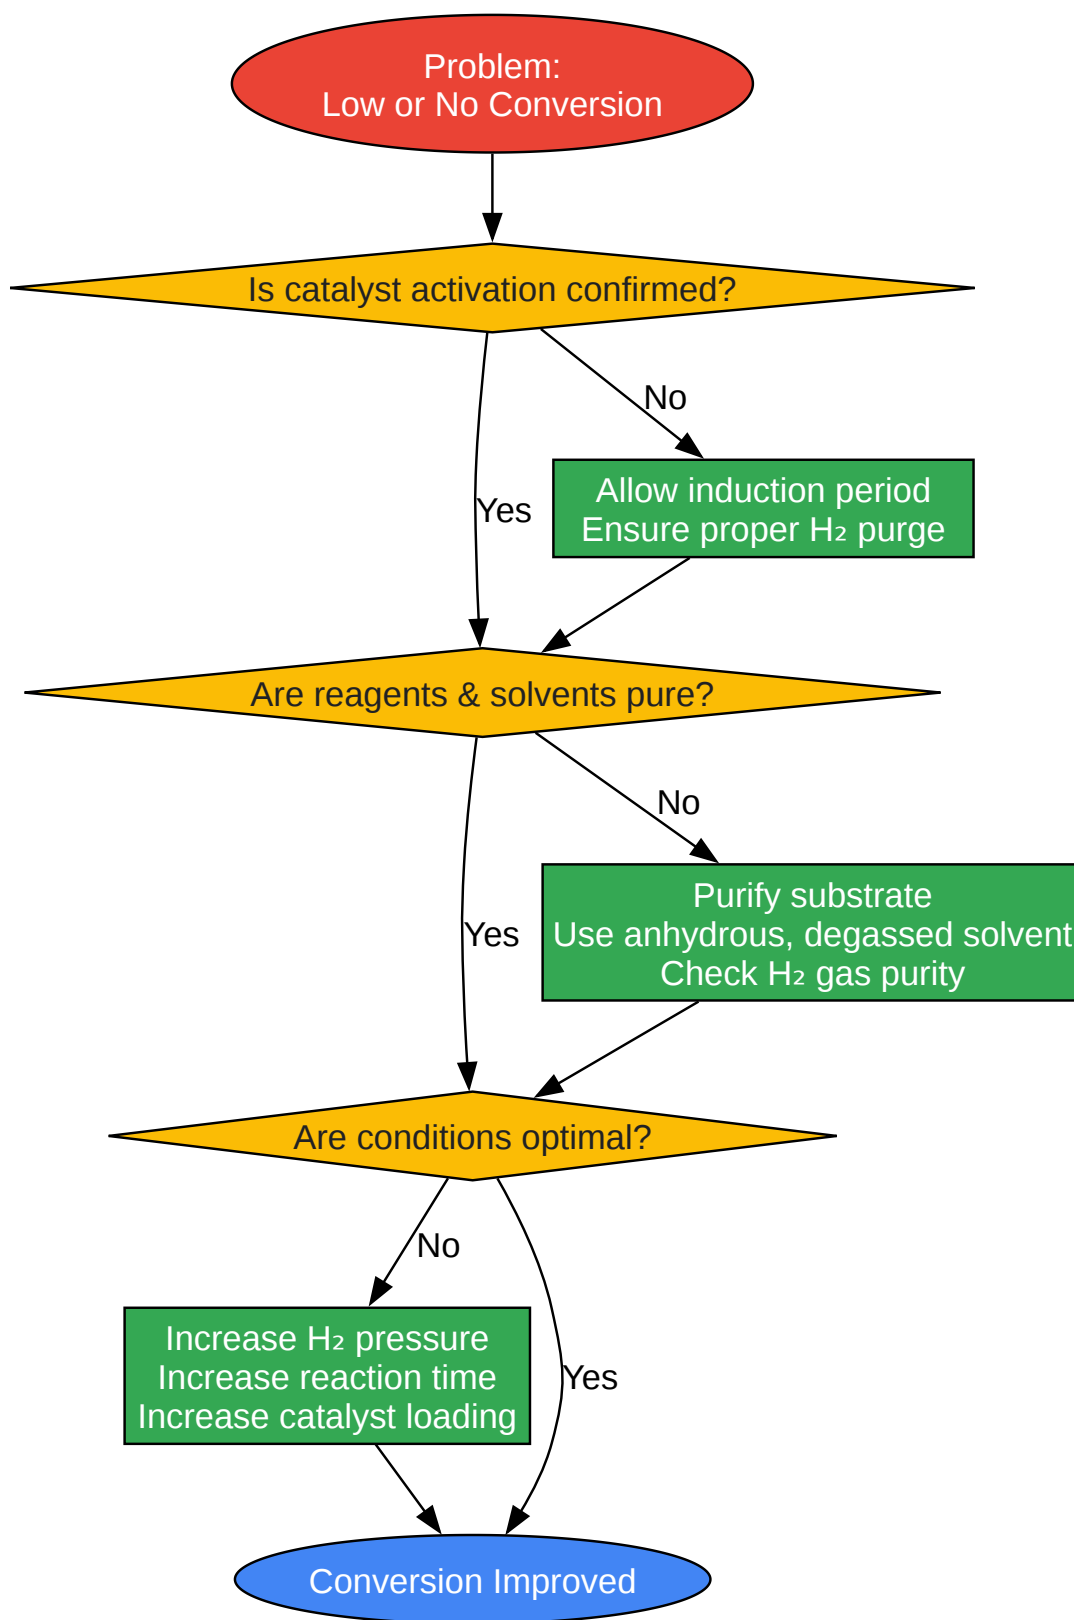 Problem:
Low or No Conversion
Is catalyst activation confirmed?
No
Allow induction period
Ensure proper H₂ purge
Yes
Are reagents & solvents pure?
No
Purify substrate
Use anhydrous, degassed solvent
Check H₂ gas purity
Yes
Are conditions optimal?
No
Increase H₂ pressure
Increase reaction time
Increase catalyst loading
Yes
Conversion Improved